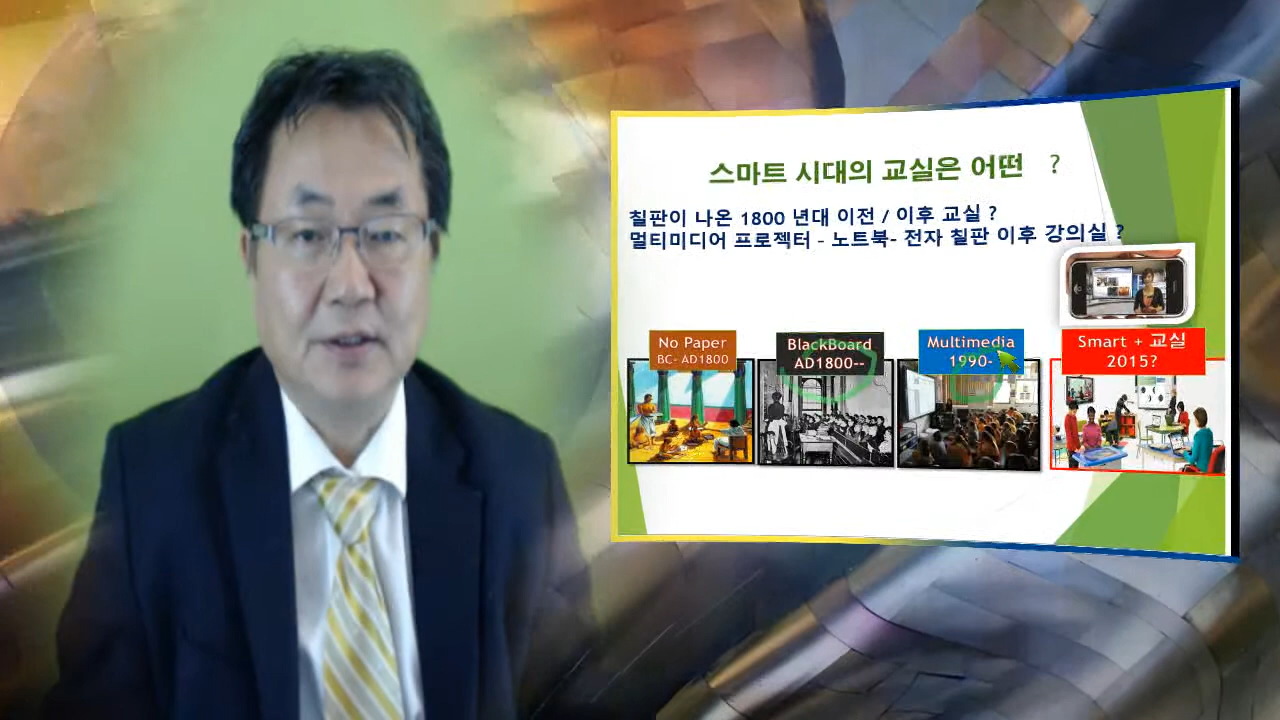 스마트 시대의 교실은 어떤 ?
칠판이 나온 1800 년대 이전 / 이후 교실 ?
멀티미디어 프로젝터 - 노트북- 전자 칠판 이후 강의실 ?
No Paper
BC- AD1800
BlackBoard
AD1800--
Multimedia
1990-
Smart + 교실
2015?